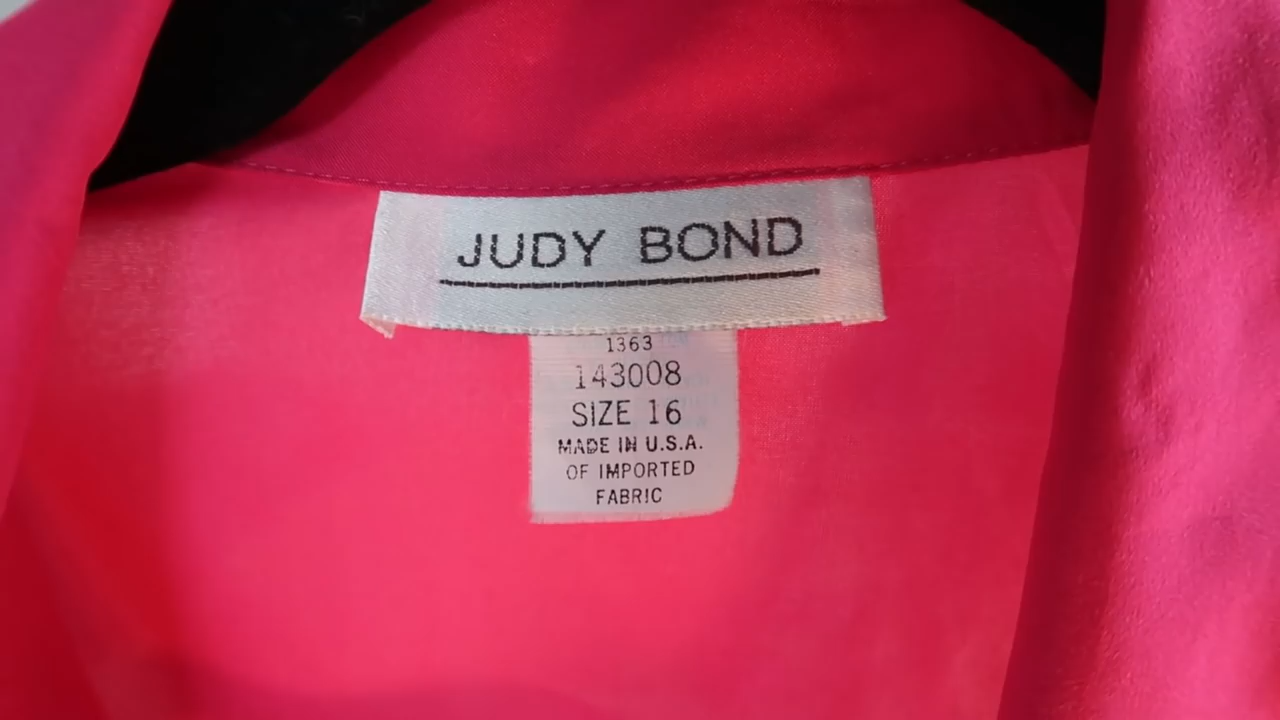 JUDY BOND
1363
143008
SIZE 16
MADE IN U.S.A.
OF IMPORTED
FABRIC